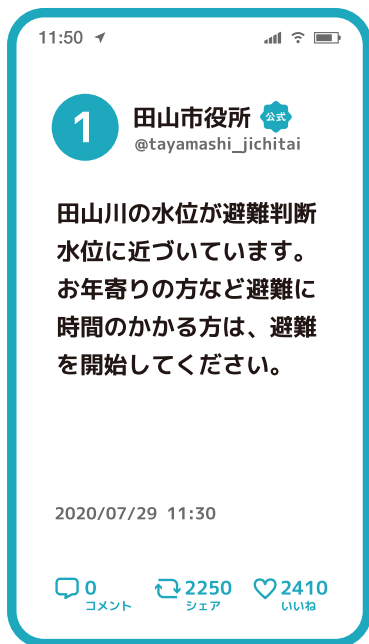 11:50
1
田山市役所 公式
@tayamashi_jichitai
田山川の水位が避難判断
水位に近づいています。
お年寄りの方など避難に
時間のかかる方は、避難
を開始してください。
2020/07/29 11:30
0 2250 2410
コメント シェア いいね